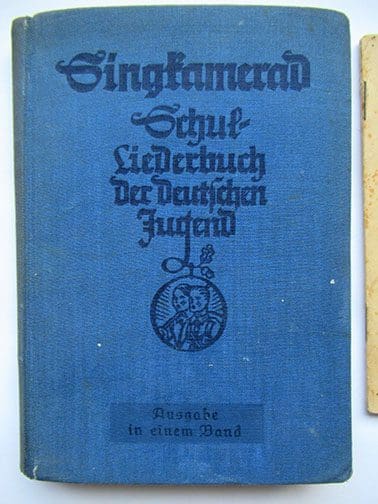 Singkamerad
Schul-
Liederbuch
der deutschen
Jugend
Ausgabe
in einem Band